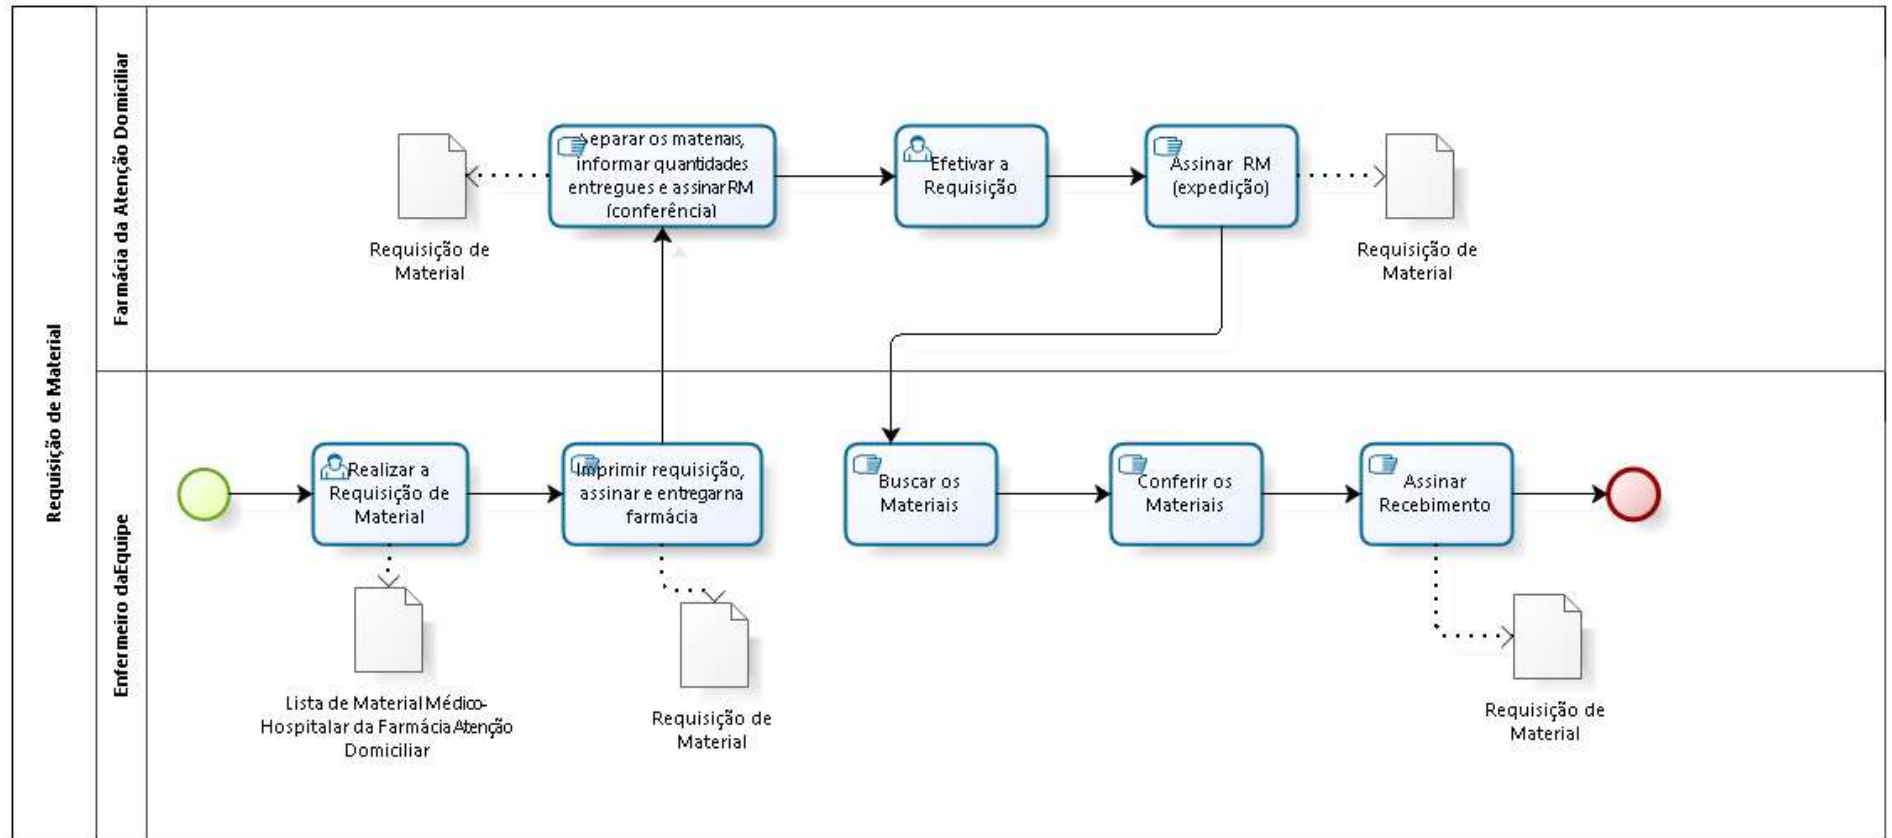 Requisição de Material
Farmácia da Atenção Domiciliar
Separar os materiais,
informar quantidades
entregues e assinar RM
(conferência)
Efetivar a
Requisição
Assinar RM
(expedição)
Requisição de
Material
Requisição de
Material
Enfermeiro daEquipe
Realizar a
Requisição de
Material
Imprimir requisição,
assinar e entregar na
farmácia
Buscar os
Materiais
Conferir os
Materiais
Assinar
Recebimento
Lista de Material Médico-
Hospitalar da Farmácia Atenção
Domiciliar
Requisição de
Material
Requisição de
Material